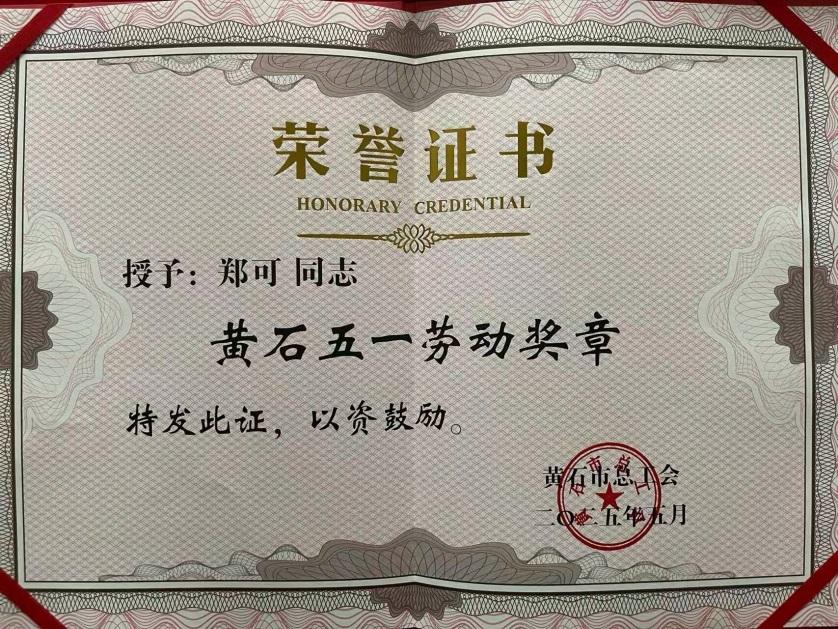 荣誉证书
HONORARY CREDENTIAL
授予：郑可 同志
黄石五一劳动奖章
特发此证，以资鼓励。
黄石市总工会
二〇二五年五月